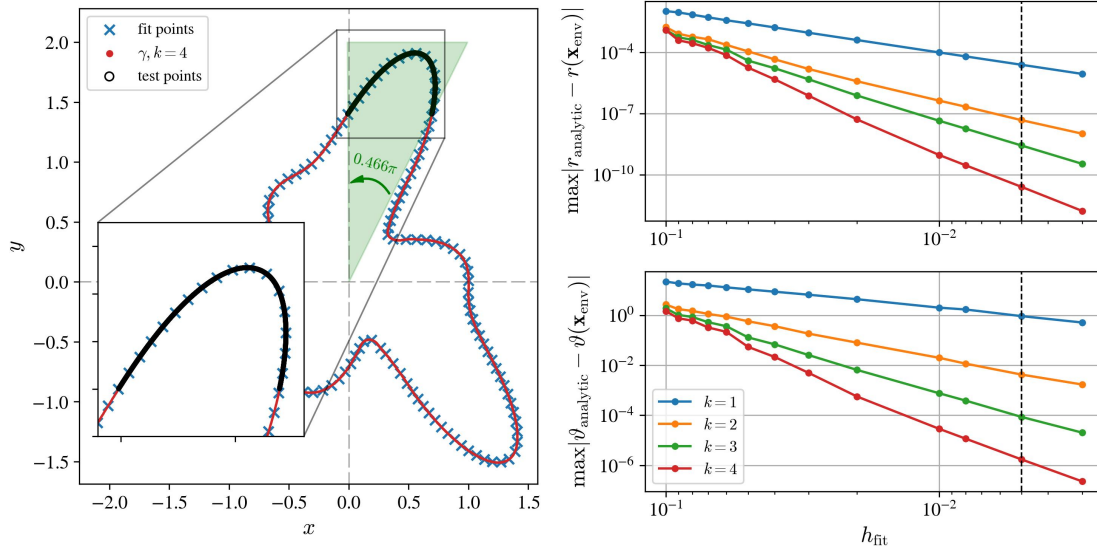 fit points
γ, k = 4
test points
0.466π
2.0
1.5
1.0
0.5
0.0
−0.5
−1.0
−1.5
y
−2.0 −1.5 −1.0 −0.5 0.0 0.5 1.0 1.5
x
max|r_analytic − r(x_env)|
10⁻⁴
10⁻⁷
10⁻¹⁰
10⁻¹ 10⁻²
max|ϑ_analytic − ϑ(x_env)|
10⁰
10⁻²
10⁻⁴
10⁻⁶
k = 1
k = 2
k = 3
k = 4
10⁻¹ 10⁻²
h_fit